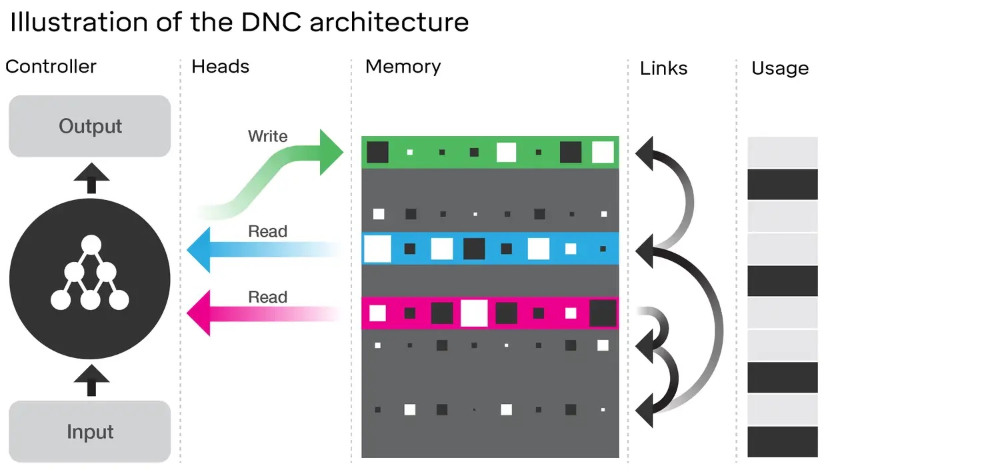 Illustration of the DNC architecture
Controller
Heads
Memory
Links
Usage
Output
Write
Read
Read
Input